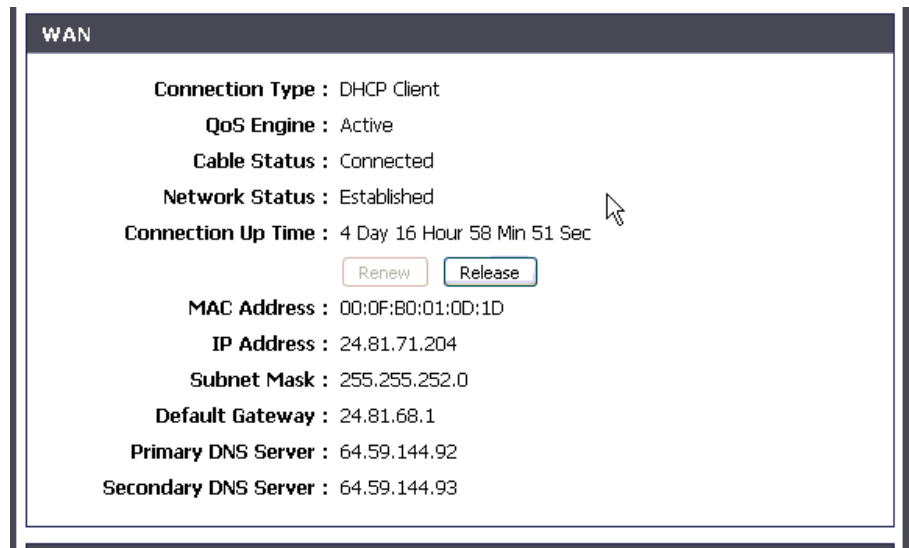 WAN
Connection Type : DHCP Client
QoS Engine : Active
Cable Status : Connected
Network Status : Established
Connection Up Time : 4 Day 16 Hour 58 Min 51 Sec
Renew Release
MAC Address : 00:0F:B0:01:0D:1D
IP Address : 24.81.71.204
Subnet Mask : 255.255.252.0
Default Gateway : 24.81.68.1
Primary DNS Server : 64.59.144.92
Secondary DNS Server : 64.59.144.93